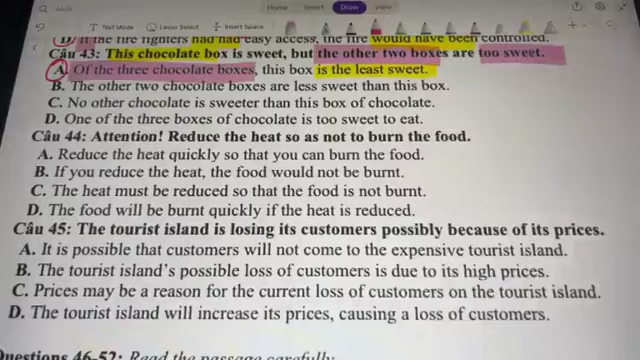 Home Insert Draw View
Text Mode Lasso Select Insert Space
D) If the fire fighters had had easy access, the fire would have been controlled.
Câu 43: This chocolate box is sweet, but the other two boxes are too sweet.
A. Of the three chocolate boxes, this box is the least sweet.
B. The other two chocolate boxes are less sweet than this box.
C. No other chocolate is sweeter than this box of chocolate.
D. One of the three boxes of chocolate is too sweet to eat.
Câu 44: Attention! Reduce the heat so as not to burn the food.
A. Reduce the heat quickly so that you can burn the food.
B. If you reduce the heat, the food would not be burnt.
C. The heat must be reduced so that the food is not burnt.
D. The food will be burnt quickly if the heat is reduced.
Câu 45: The tourist island is losing its customers possibly because of its prices.
A. It is possible that customers will not come to the expensive tourist island.
B. The tourist island's possible loss of customers is due to its high prices.
C. Prices may be a reason for the current loss of customers on the tourist island.
D. The tourist island will increase its prices, causing a loss of customers.
Questions 46-52: Read the passage carefully